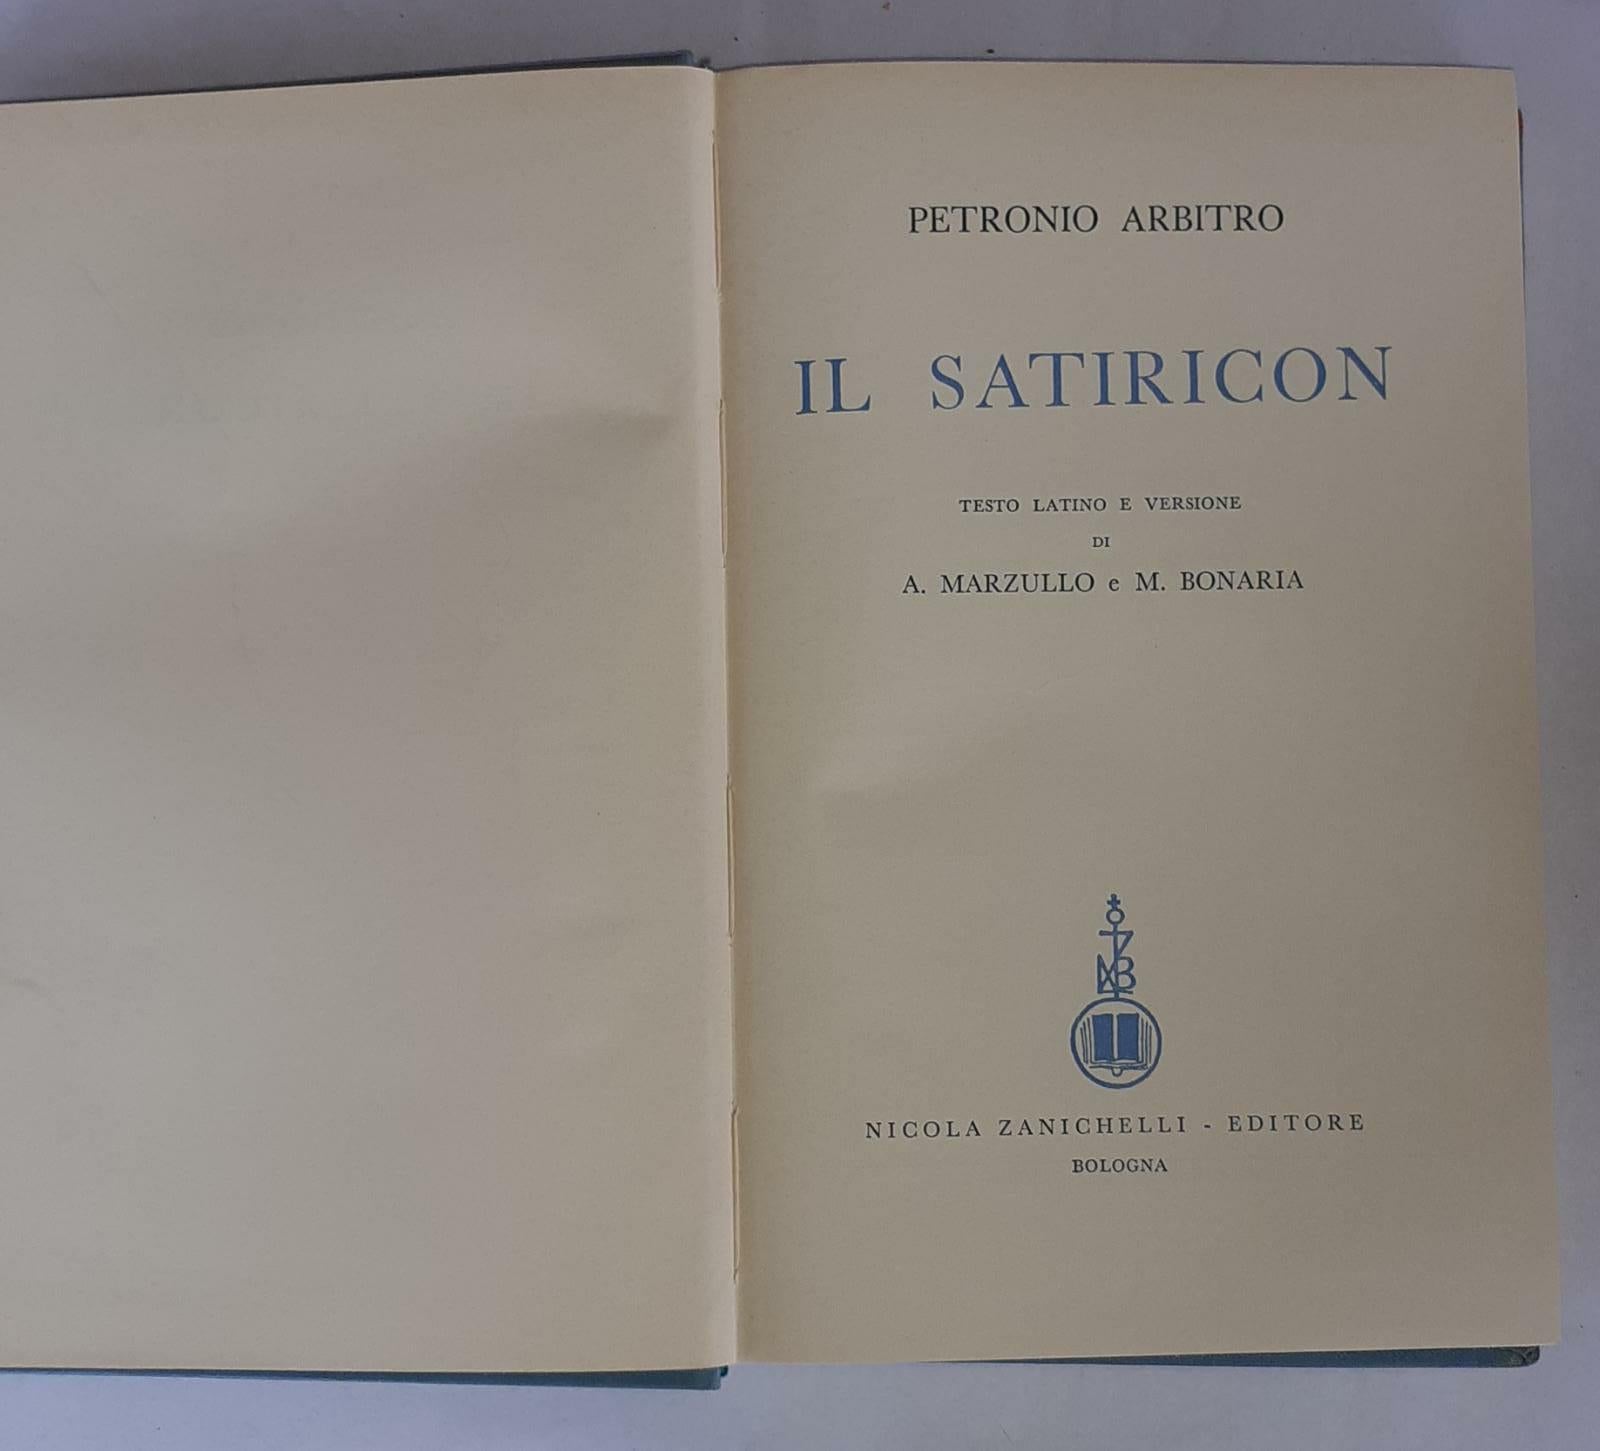 PETRONIO ARBITRO
IL SATIRICON
TESTO LATINO E VERSIONE
DI
A. MARZULLO e M. BONARIA
NICOLA ZANICHELLI - EDITORE
BOLOGNA